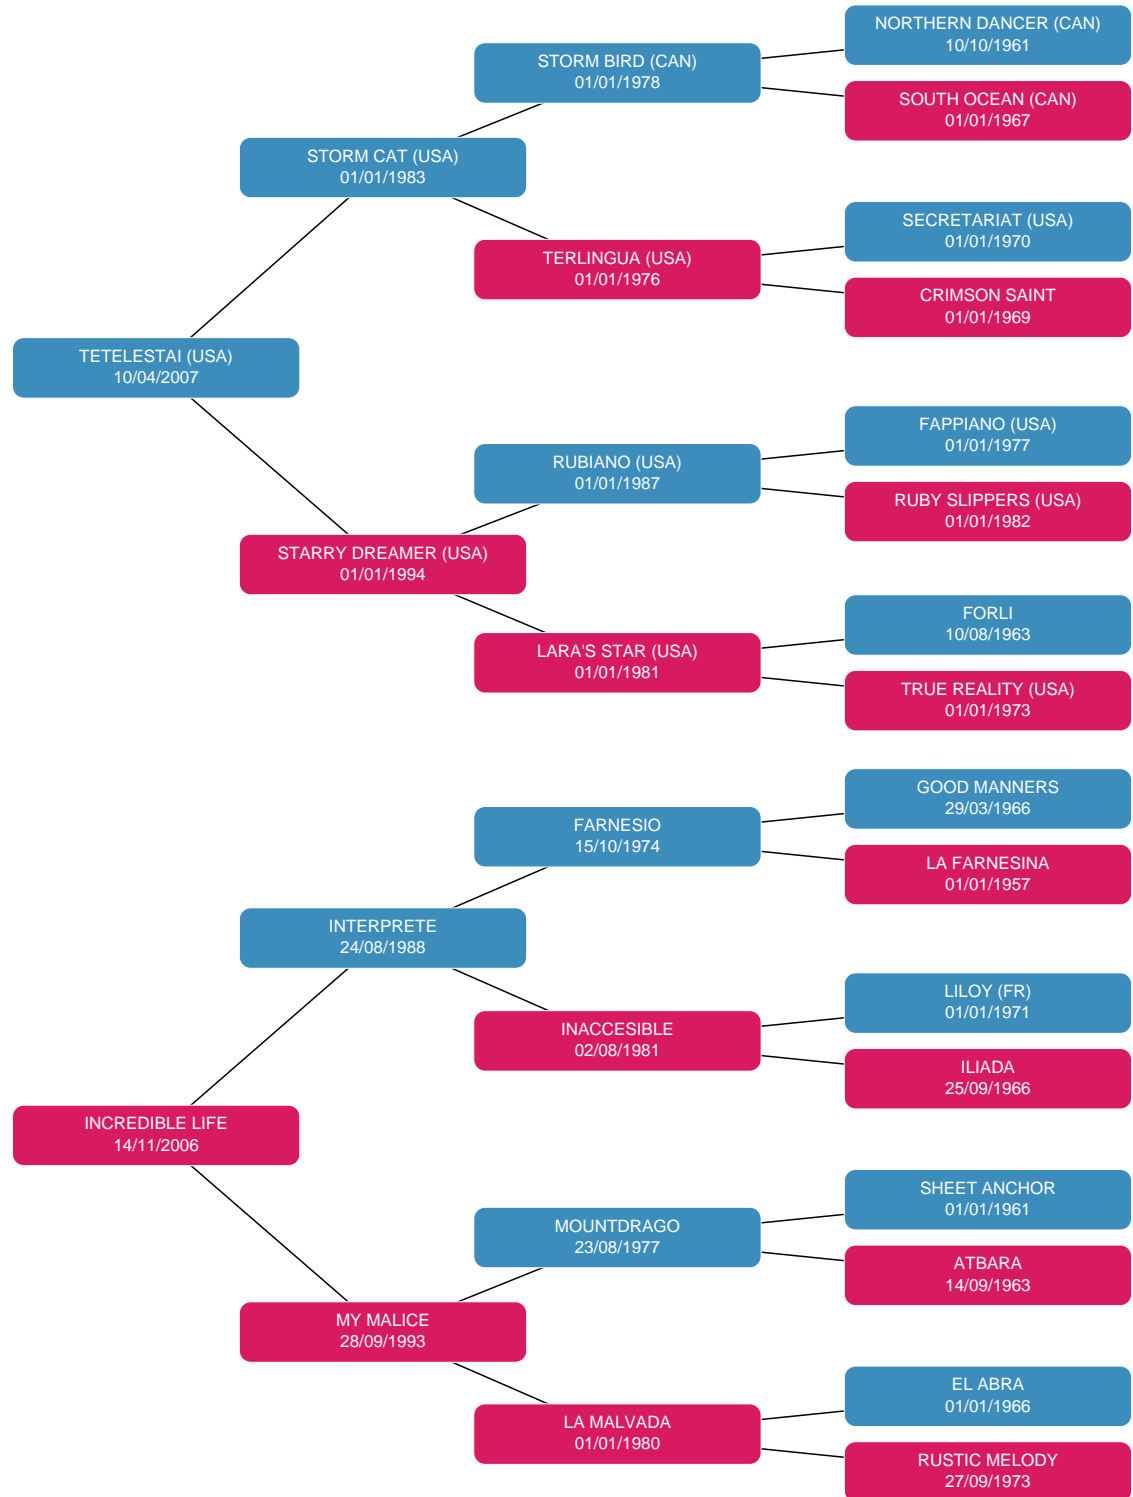 NORTHERN DANCER (CAN)
10/10/1961
STORM BIRD (CAN)
01/01/1978
SOUTH OCEAN (CAN)
01/01/1967
STORM CAT (USA)
01/01/1983
SECRETARIAT (USA)
01/01/1970
TERLINGUA (USA)
01/01/1976
CRIMSON SAINT
01/01/1969
TETELESTAI (USA)
10/04/2007
FAPPIANO (USA)
01/01/1977
RUBIANO (USA)
01/01/1987
RUBY SLIPPERS (USA)
01/01/1982
STARRY DREAMER (USA)
01/01/1994
FORLI
10/08/1963
LARA'S STAR (USA)
01/01/1981
TRUE REALITY (USA)
01/01/1973
GOOD MANNERS
29/03/1966
FARNESIO
15/10/1974
LA FARNESINA
01/01/1957
INTERPRETE
24/08/1988
LILOY (FR)
01/01/1971
INACCESIBLE
02/08/1981
ILIADA
25/09/1966
INCREDIBLE LIFE
14/11/2006
SHEET ANCHOR
01/01/1961
MOUNTDRAGO
23/08/1977
ATBARA
14/09/1963
MY MALICE
28/09/1993
EL ABRA
01/01/1966
LA MALVADA
01/01/1980
RUSTIC MELODY
27/09/1973